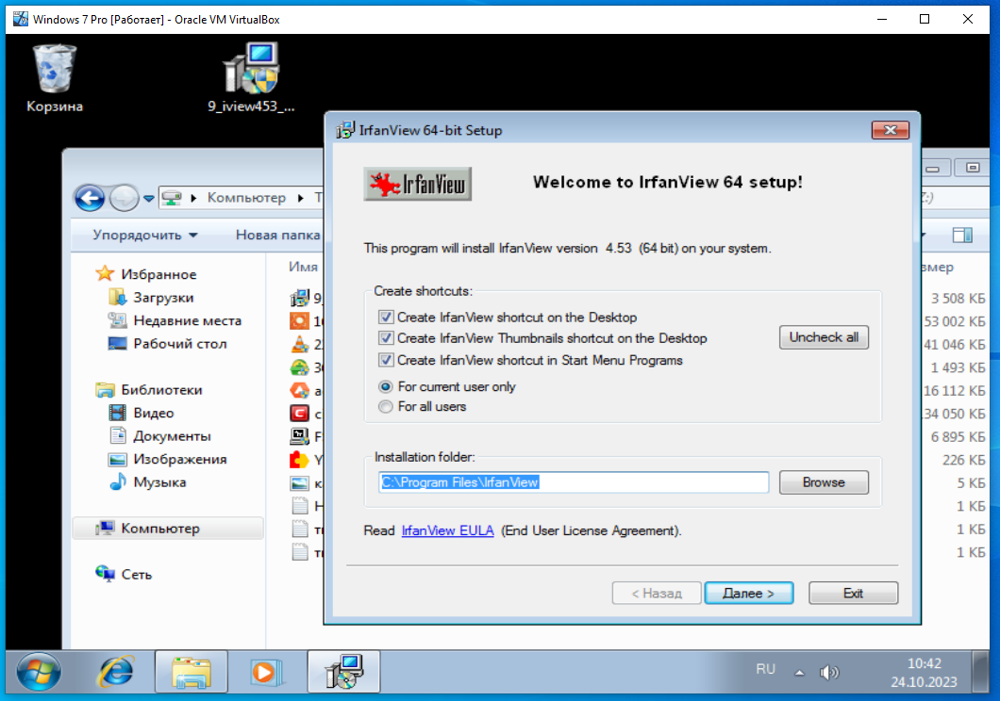 Windows 7 Pro [Работает] - Oracle VM VirtualBox
Корзина
9_iview453_...
IrfanView 64-bit Setup
IrfanView
Welcome to IrfanView 64 setup!
Компьютер
Упорядочить
Новая папка
This program will install IrfanView version 4.53 (64 bit) on your system.
Имя
Create shortcuts:
Create IrfanView shortcut on the Desktop
Create IrfanView Thumbnails shortcut on the Desktop
Create IrfanView shortcut in Start Menu Programs
Uncheck all
For current user only
For all users
Installation folder:
C:\Program Files\IrfanView
Browse
Read IrfanView EULA (End User License Agreement).
< Назад
Далее >
Exit
Избранное
Загрузки
Недавние места
Рабочий стол
Библиотеки
Видео
Документы
Изображения
Музыка
Компьютер
Сеть
3 508 КБ
53 002 КБ
41 046 КБ
1 493 КБ
16 112 КБ
134 050 КБ
6 895 КБ
226 КБ
5 КБ
1 КБ
1 КБ
1 КБ
RU
10:42
24.10.2023